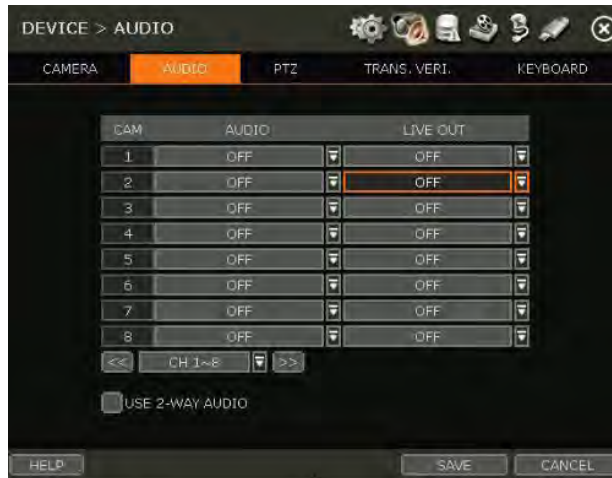 DEVICE > AUDIO
CAMERA AUDIO PTZ TRANS. VERI. KEYBOARD
CAM AUDIO LIVE OUT
1 OFF OFF
2 OFF OFF
3 OFF OFF
4 OFF OFF
5 OFF OFF
6 OFF OFF
7 OFF OFF
8 OFF OFF
<< CH 1~8 >>
USE 2-WAY AUDIO
HELP SAVE CANCEL